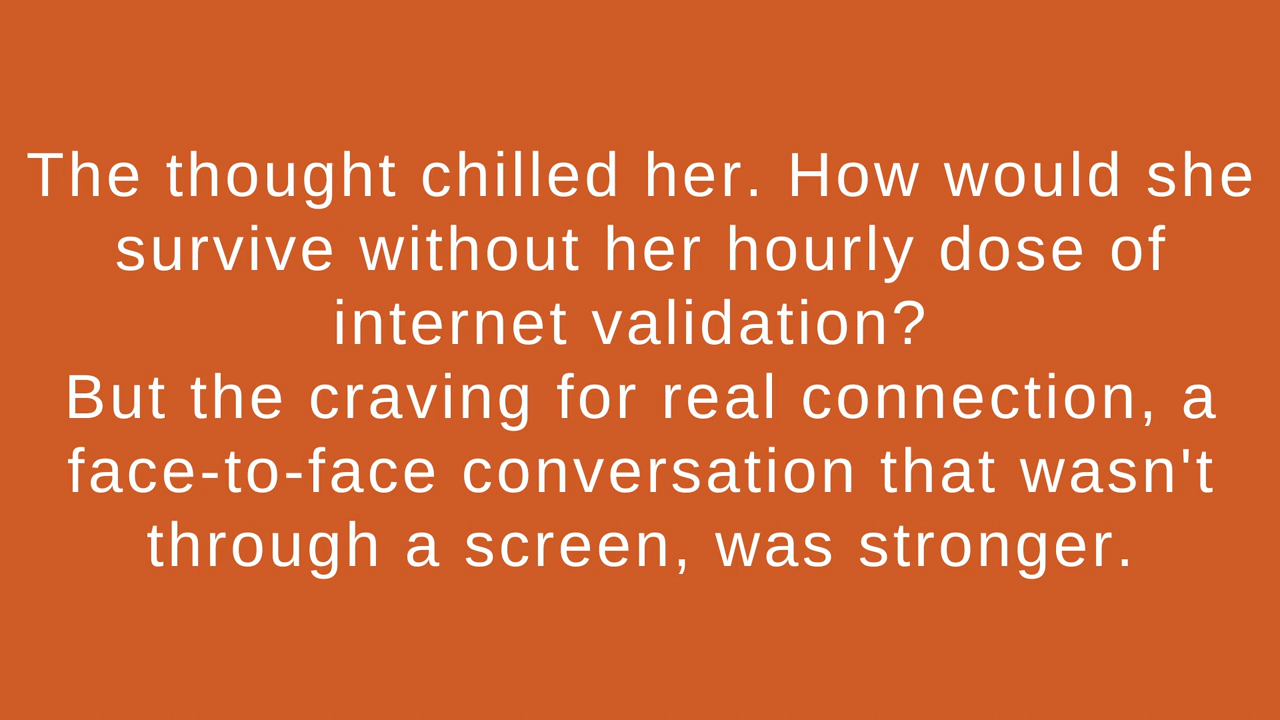 The thought chilled her. How would she
survive without her hourly dose of
internet validation?
But the craving for real connection, a
face-to-face conversation that wasn't
through a screen, was stronger.